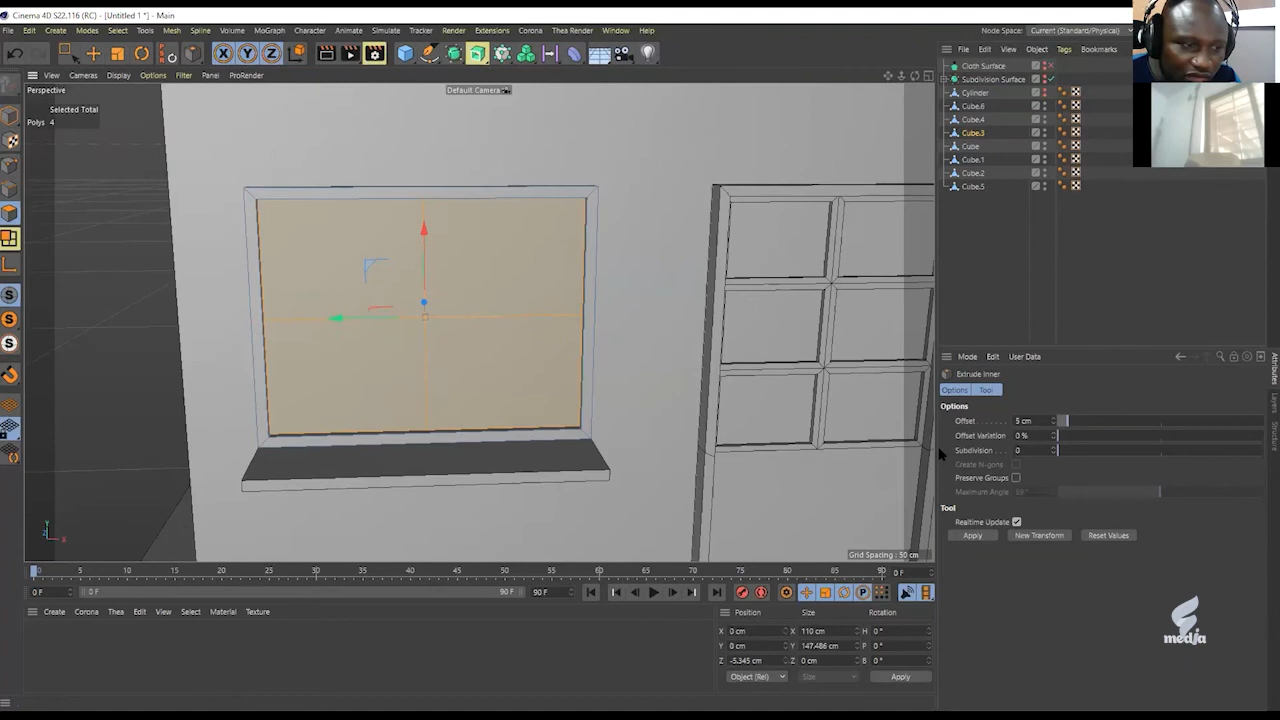 Cinema 4D S22.116 (RC) - [Untitled 1 *] - Main
File Edit Create Modes Select Tools Mesh Spline Volume MoGraph Character Animate Simulate Tracker Render Extensions Corona Thea Render Window Help
Node Space: Current (Standard/Physical)
X Y Z
File Edit View Object Tags Bookmarks
View Cameras Display Options Filter Panel ProRender
Perspective
Default Camera
Selected Total
Polys 4
Cloth Surface
Subdivision Surface
Cylinder
Cube.6
Cube.4
Cube.3
Cube
Cube.1
Cube.2
Cube.5
Mode Edit User Data
Extrude Inner
Options Tool
Options
Offset 5 cm
Offset Variation 0 %
Subdivision . . . 0
Create N-gons
Preserve Groups
Maximum Angle
Tool
Realtime Update
Apply New Transform Reset Values
Attributes
Layers
Structure
S
S
S
Y
Z
X
Grid Spacing : 50 cm
0 5 10 15 20 25 30 35 40 45 50 55 60 65 70 75 80 85 90 0 F
0 F 0 F 90 F 90 F P
Create Corona Thea Edit View Select Material Texture
Position Size Rotation
X 0 cm X 110 cm H 0 °
Y 0 cm Y 147.486 cm P 0 °
Z -5.345 cm Z 0 cm B 0 °
Object (Rel) Size Apply
media